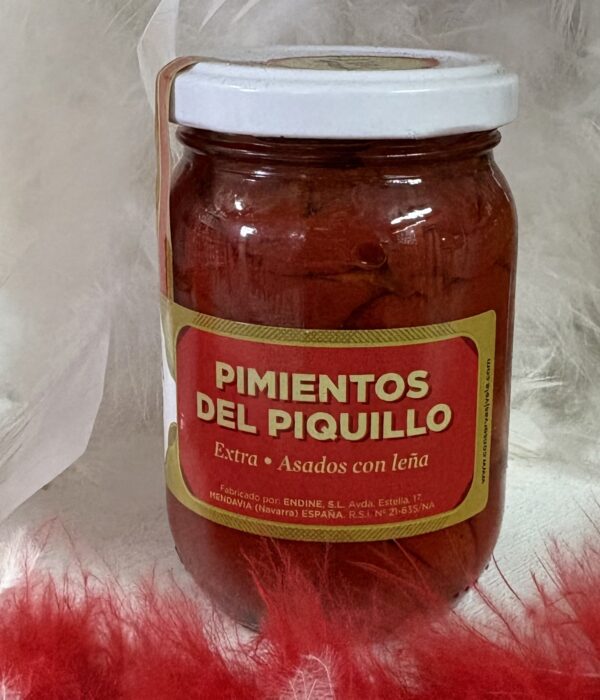 PIMIENTOS
DEL PIQUILLO
Extra • Asados con leña
Fabricado por: ENDINE, S.L. Avda. Estella, 17
MENDAVIA (Navarra) ESPAÑA. R.S.I. Nº 21-635/NA